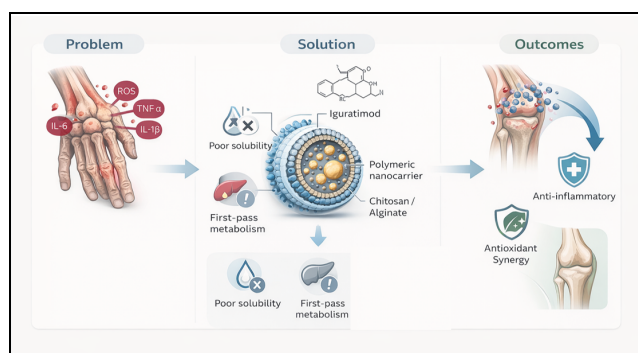 Problem
Solution
Outcomes
ROS
TNF α
IL-6
IL-1β
O
OH
Iguratimod
Poor solubility
Polymeric
nanocarrier
First-pass
metabolism
Chitosan /
Alginate
Poor solubility
First-pass
metabolism
Anti-inflammatory
Antioxidant
Synergy